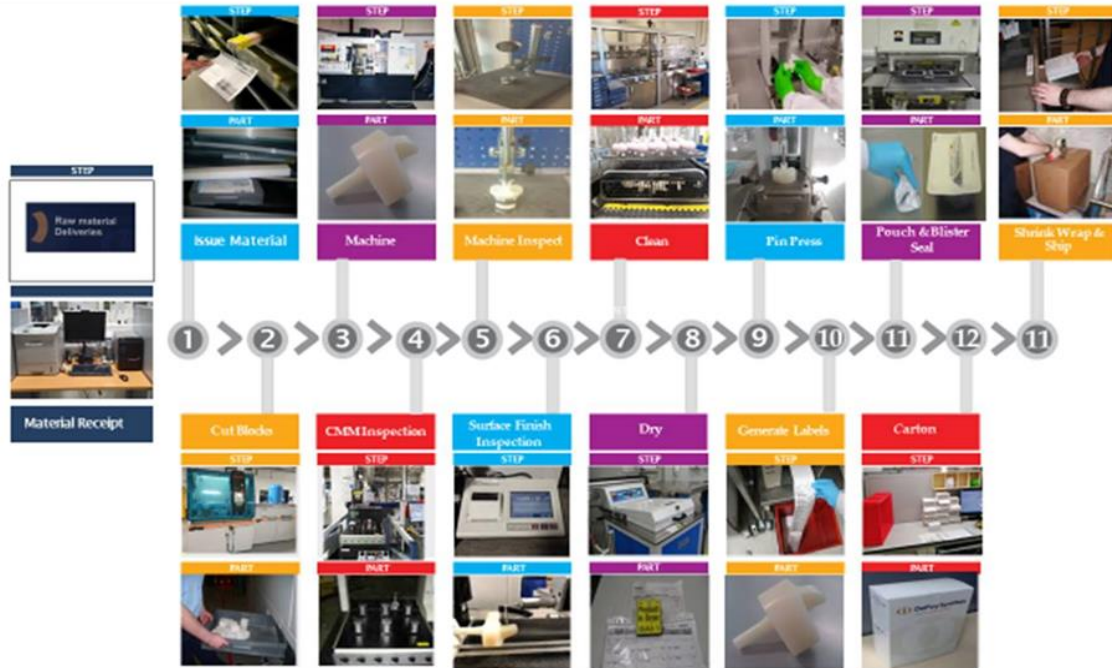 STEP
STEP
STEP
STEP
STEP
STEP
STEP
PART
PART
PART
PART
PART
PART
PART
STEP
Raw material
Deliveries
Issue Material
Machine
Machine Inspect
Clean
Pin Press
Pouch & Blister
Seal
Shrink Wrap &
Ship
1 > 2 > 3 > 4 > 5 > 6 > 7 > 8 > 9 > 10 > 11 > 12 > 11
Material Receipt
Cut Blocks
CMM Inspection
Surface Finish
Inspection
Dry
Generate Labels
Carton
STEP
STEP
STEP
STEP
STEP
STEP
PART
PART
PART
PART
PART
PART